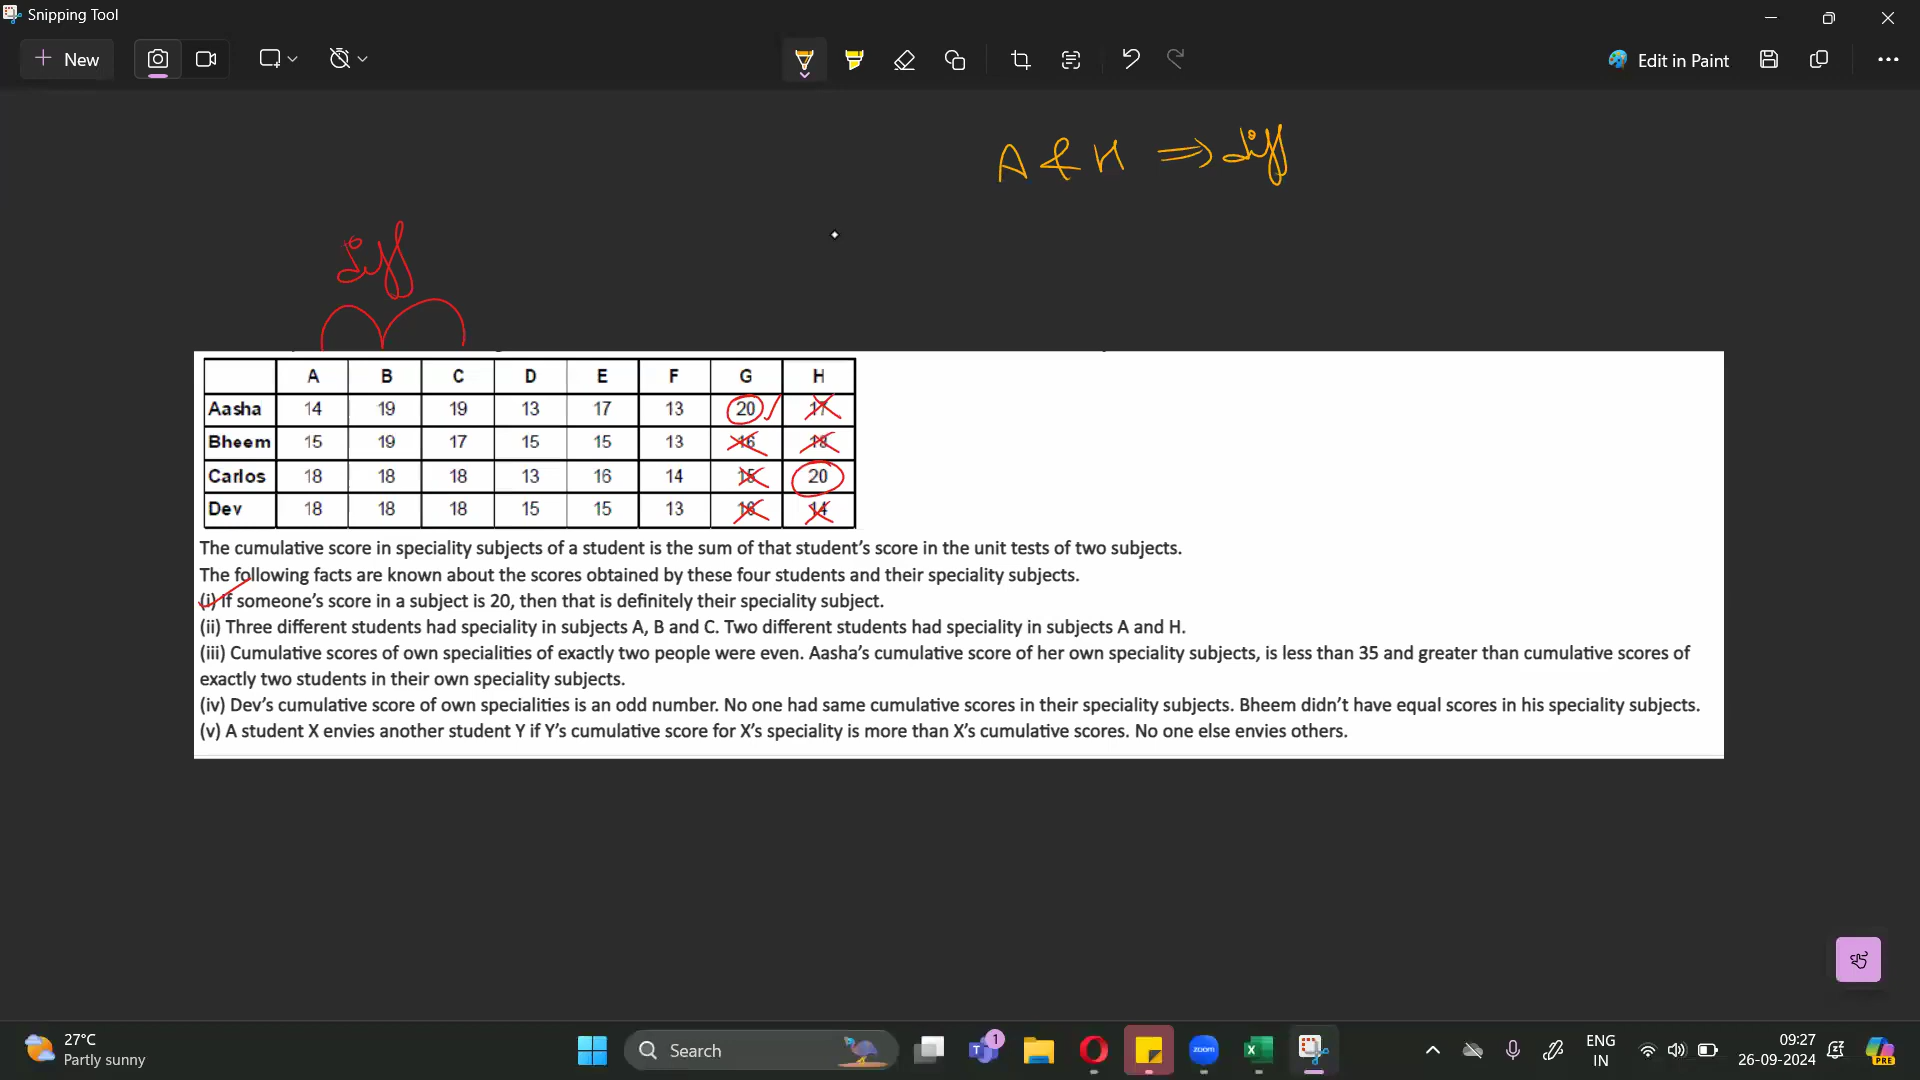 Snipping Tool
New
Edit in Paint
A & H ⇒ diff
diff
A B C D E F G H
Aasha 14 19 19 13 17 13 20 17
Bheem 15 19 17 15 15 13 16 18
Carlos 18 18 18 13 16 14 15 20
Dev 18 18 18 15 15 13 14
The cumulative score in speciality subjects of a student is the sum of that student's score in the unit tests of two subjects.
The following facts are known about the scores obtained by these four students and their speciality subjects.
(i) If someone's score in a subject is 20, then that is definitely their speciality subject.
(ii) Three different students had speciality in subjects A, B and C. Two different students had speciality in subjects A and H.
(iii) Cumulative scores of own specialities of exactly two people were even. Aasha's cumulative score of her own speciality subjects, is less than 35 and greater than cumulative scores of
exactly two students in their own speciality subjects.
(iv) Dev's cumulative score of own specialities is an odd number. No one had same cumulative scores in their speciality subjects. Bheem didn't have equal scores in his speciality subjects.
(v) A student X envies another student Y if Y's cumulative score for X's speciality is more than X's cumulative scores. No one else envies others.
27°C
Partly sunny
Search
1
zoom
ENG
IN
09:27
26-09-2024
PRE